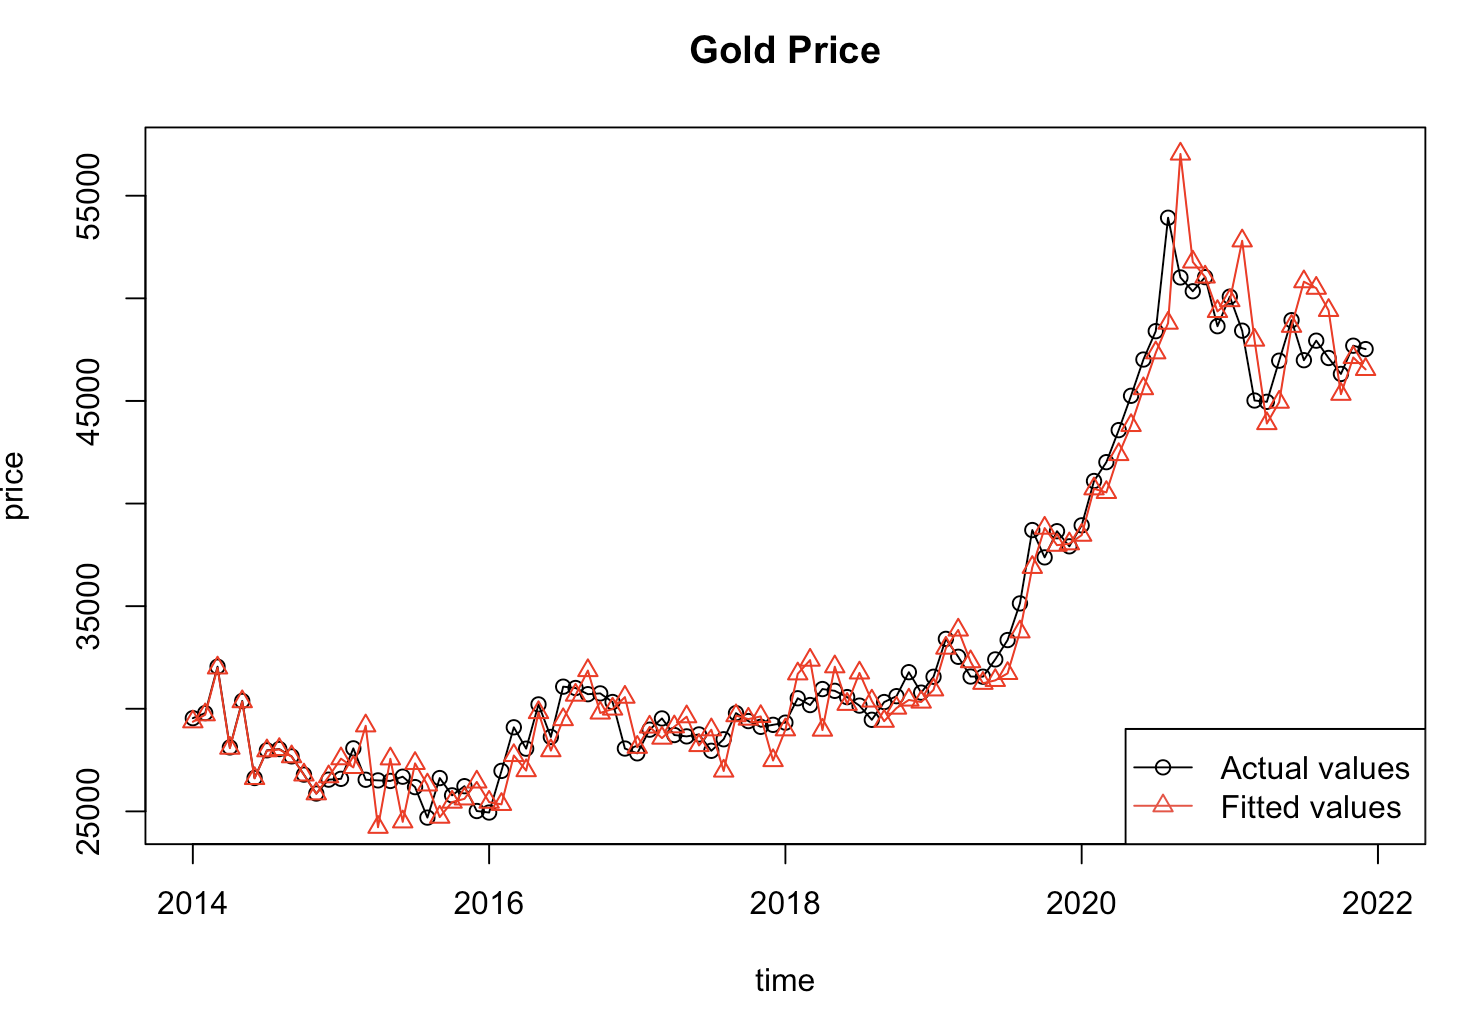 Gold Price
price
55000
45000
35000
25000
Actual values
Fitted values
2014 2016 2018 2020 2022
time